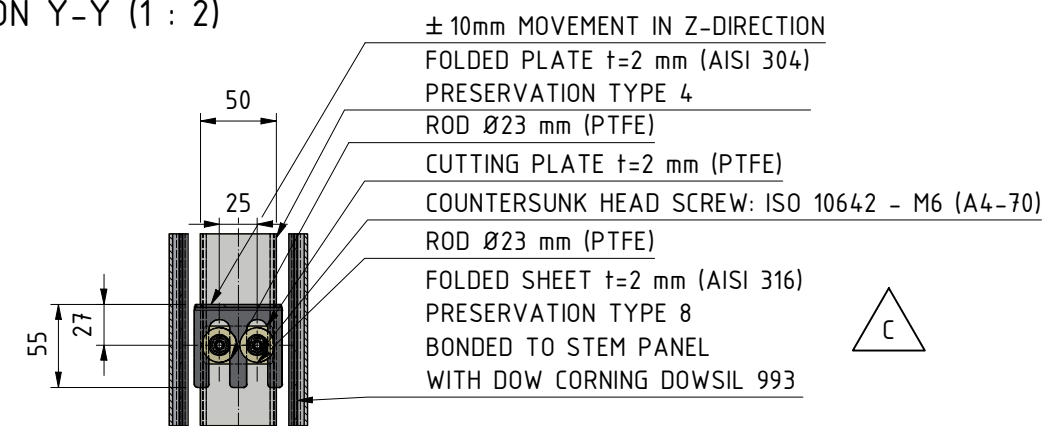 ON Y-Y (1 : 2)
±10mm MOVEMENT IN Z-DIRECTION
FOLDED PLATE t=2 mm (AISI 304)
PRESERVATION TYPE 4
ROD Ø23 mm (PTFE)
CUTTING PLATE t=2 mm (PTFE)
COUNTERSUNK HEAD SCREW: ISO 10642 - M6 (A4-70)
ROD Ø23 mm (PTFE)
FOLDED SHEET t=2 mm (AISI 316)
PRESERVATION TYPE 8
BONDED TO STEM PANEL
WITH DOW CORNING DOWSIL 993
50
25
27
55
C